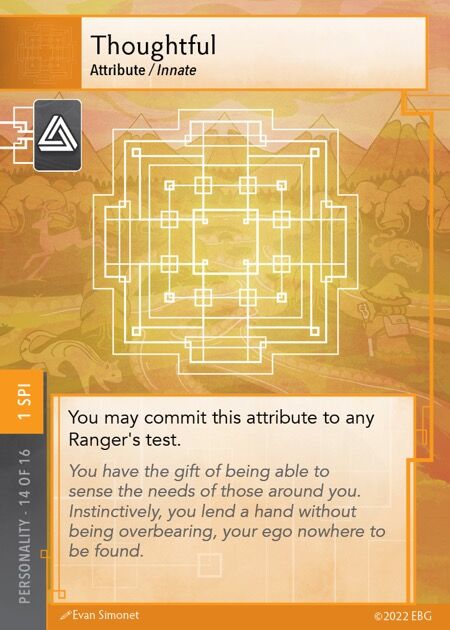 Thoughtful
Attribute / Innate
You may commit this attribute to any
Ranger's test.
You have the gift of being able to
sense the needs of those around you.
Instinctively, you lend a hand without
being overbearing, your ego nowhere to
be found.
1 SPI
PERSONALITY - 14 OF 16
Evan Simonet
©2022 EBG